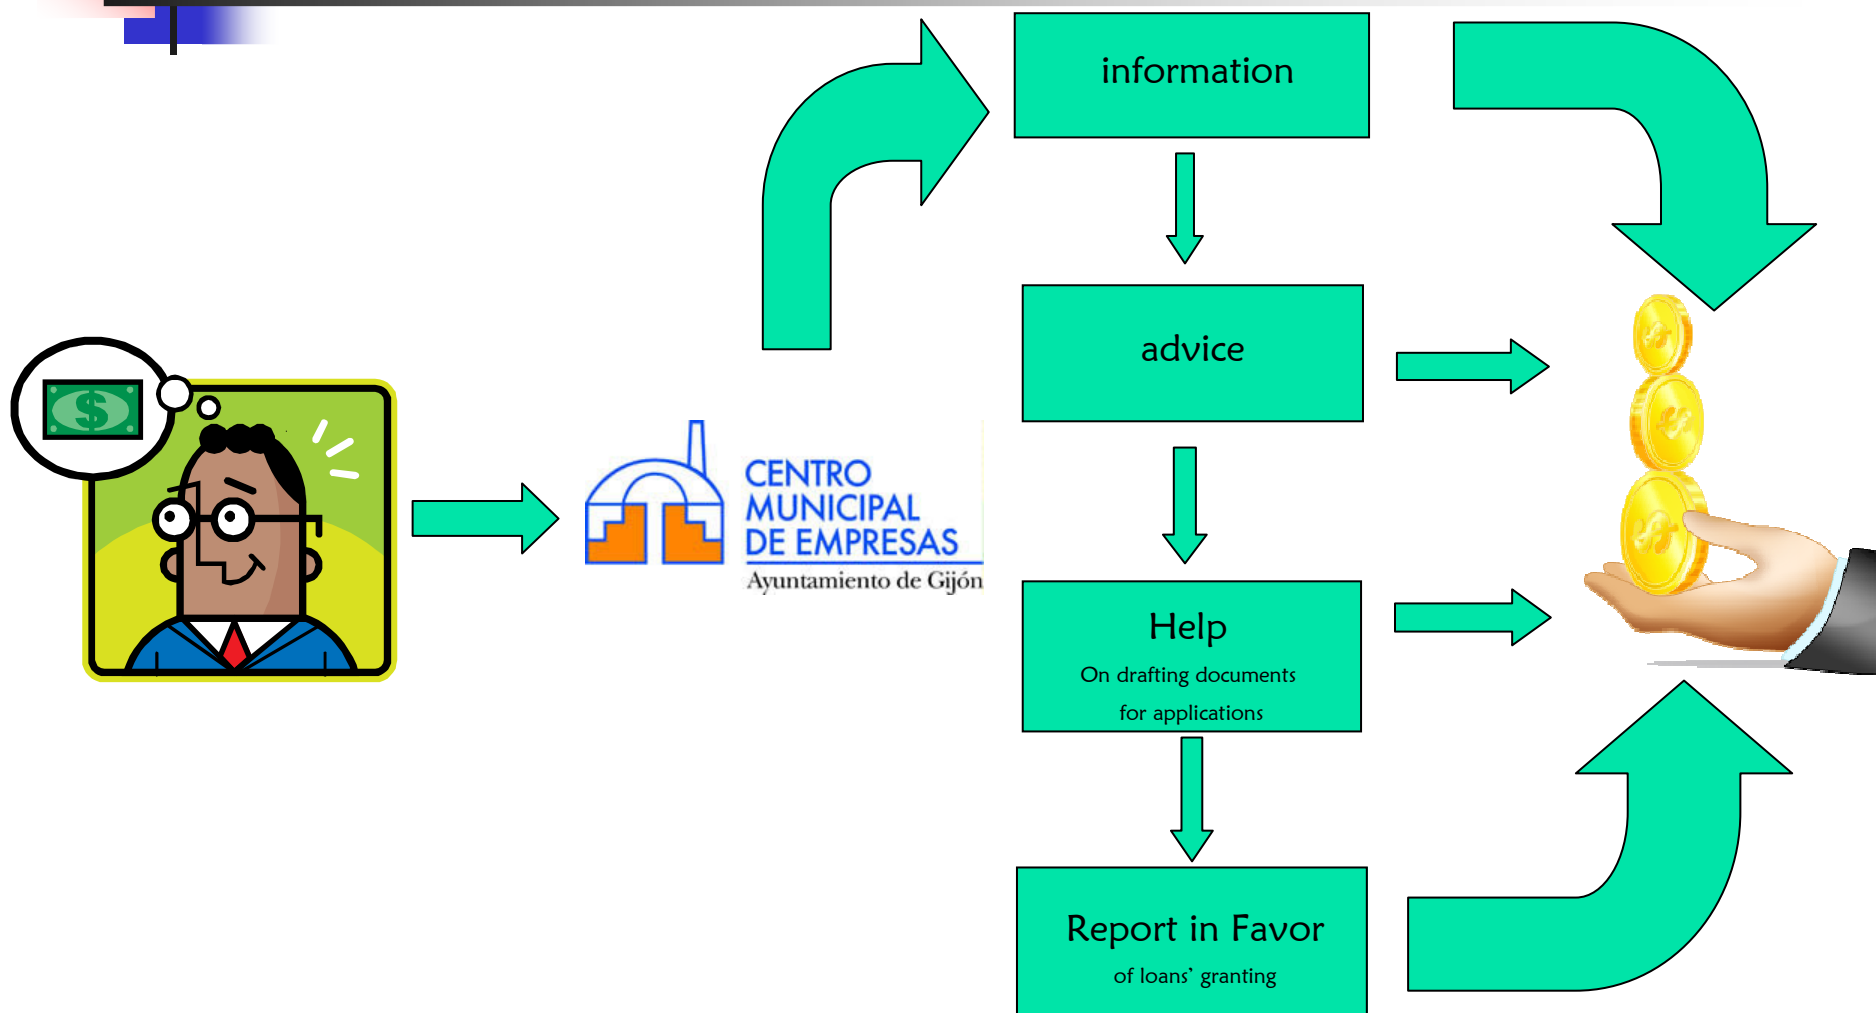 information
advice
CENTRO
MUNICIPAL
DE EMPRESAS
Ayuntamiento de Gijón
Help
On drafting documents
for applications
Report in Favor
of loans’ granting
$